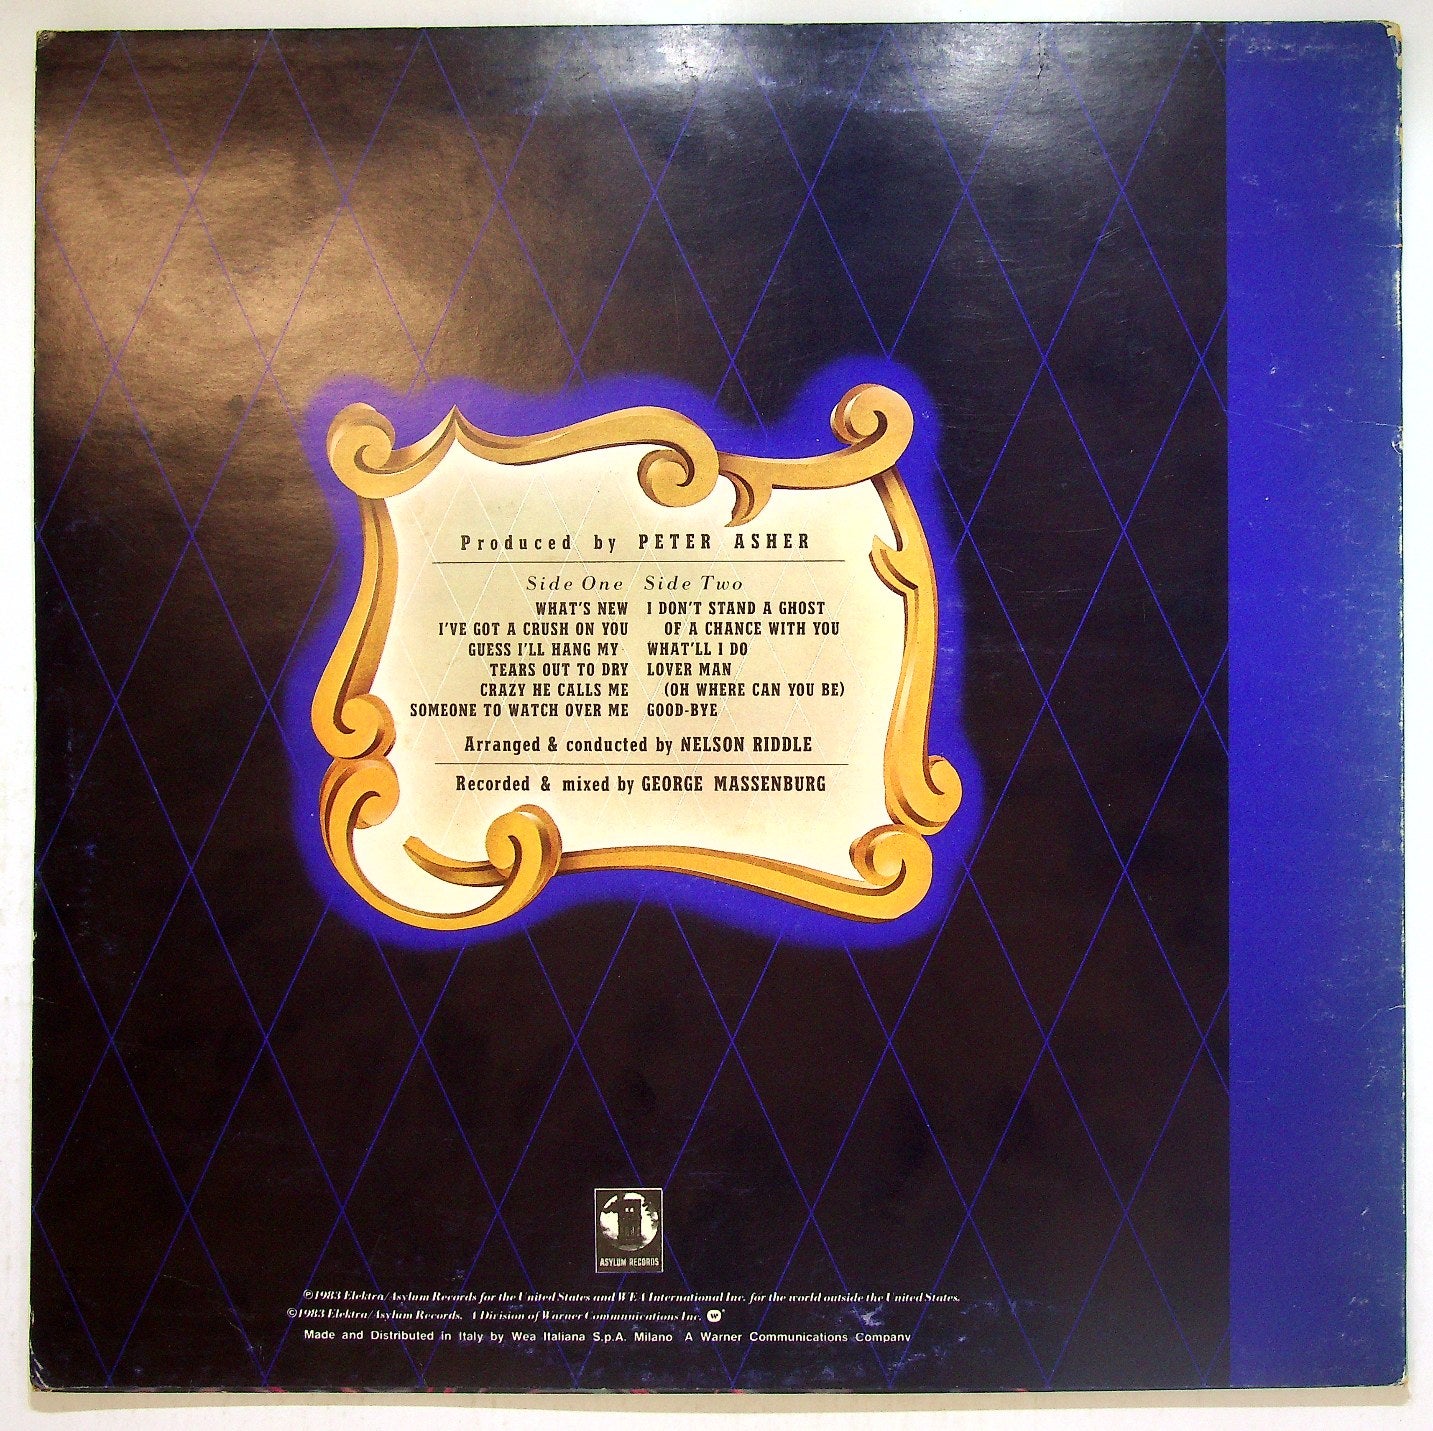 Produced by PETER ASHER
Side One
WHAT'S NEW
I'VE GOT A CRUSH ON YOU
GUESS I'LL HANG MY
TEARS OUT TO DRY
CRAZY HE CALLS ME
SOMEONE TO WATCH OVER ME
Side Two
I DON'T STAND A GHOST
OF A CHANCE WITH YOU
WHAT'LL I DO
LOVER MAN
(OH WHERE CAN YOU BE)
GOOD-BYE
Arranged & conducted by NELSON RIDDLE
Recorded & mixed by GEORGE MASSENBURG
ASYLUM RECORDS
℗1983 Elektra/Asylum Records for the United States and WEA International Inc. for the world outside the United States.
©1983 Elektra/Asylum Records. A Division of Warner Communications Inc.
Made and Distributed in Italy by Wea Italiana S.p.A. Milano A Warner Communications Company